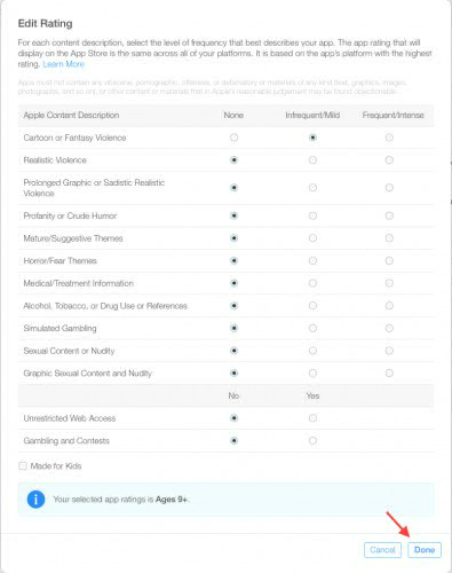 Edit Rating
For each content description, select the level of frequency that best describes your app. The app rating that will
display on the App Store is the same across all of your platforms. It is based on the app's platform with the highest
rating. Learn More
Apps must not contain any obscene, pornographic, offensive, or defamatory or materials of any kind (text, graphics, images,
photographs, and so on), or other content or materials that in Apple's reasonable judgement may be found objectionable.
Apple Content Description None Infrequent/Mild Frequent/Intense
Cartoon or Fantasy Violence
Realistic Violence
Prolonged Graphic or Sadistic Realistic
Violence
Profanity or Crude Humor
Mature/Suggestive Themes
Horror/Fear Themes
Medical/Treatment Information
Alcohol, Tobacco, or Drug Use or References
Simulated Gambling
Sexual Content or Nudity
Graphic Sexual Content and Nudity
No Yes
Unrestricted Web Access
Gambling and Contests
Made for Kids
Your selected app ratings is Ages 9+.
Cancel Done